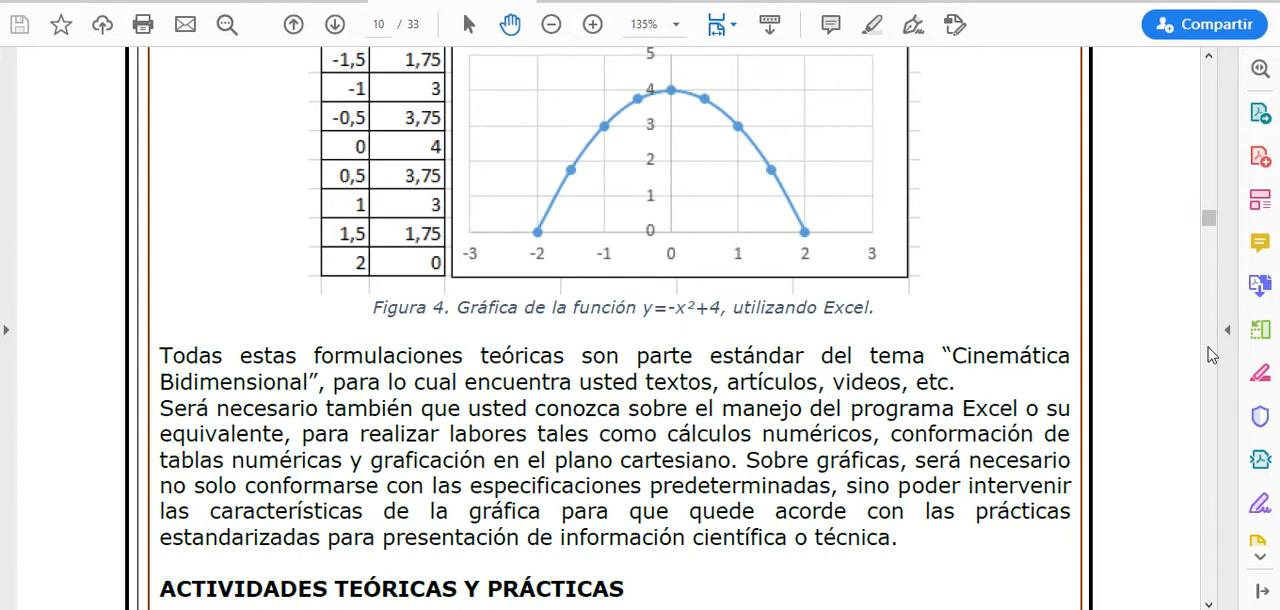 10 / 33
135%
Compartir
-1,5 1,75
-1 3
-0,5 3,75
0 4
0,5 3,75
1 3
1,5 1,75
2 0
5
4
3
2
1
0
-3 -2 -1 0 1 2 3
Figura 4. Gráfica de la función y=-x²+4, utilizando Excel.
Todas estas formulaciones teóricas son parte estándar del tema “Cinemática
Bidimensional”, para lo cual encuentra usted textos, artículos, videos, etc.
Será necesario también que usted conozca sobre el manejo del programa Excel o su
equivalente, para realizar labores tales como cálculos numéricos, conformación de
tablas numéricas y graficación en el plano cartesiano. Sobre gráficas, será necesario
no solo conformarse con las especificaciones predeterminadas, sino poder intervenir
las características de la gráfica para que quede acorde con las prácticas
estandarizadas para presentación de información científica o técnica.
ACTIVIDADES TEÓRICAS Y PRÁCTICAS